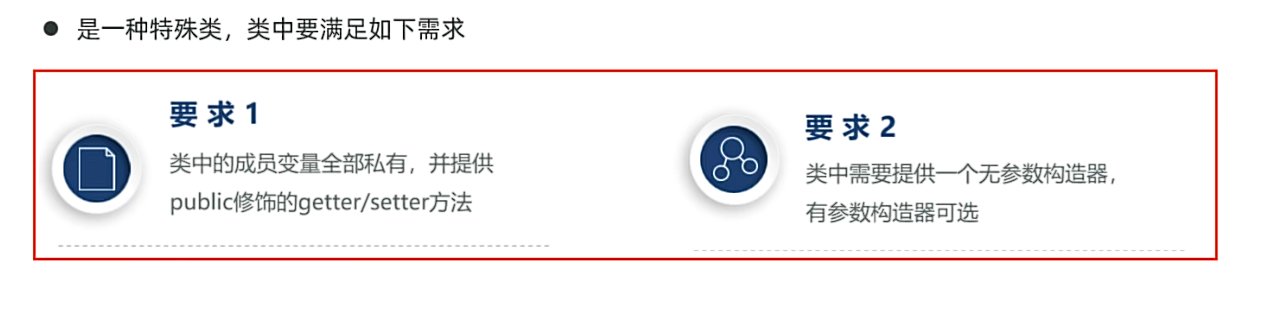 ● 是一种特殊类，类中要满足如下需求
要 求 1
类中的成员变量全部私有，并提供
public修饰的getter/setter方法
要 求 2
类中需要提供一个无参数构造器，
有参数构造器可选